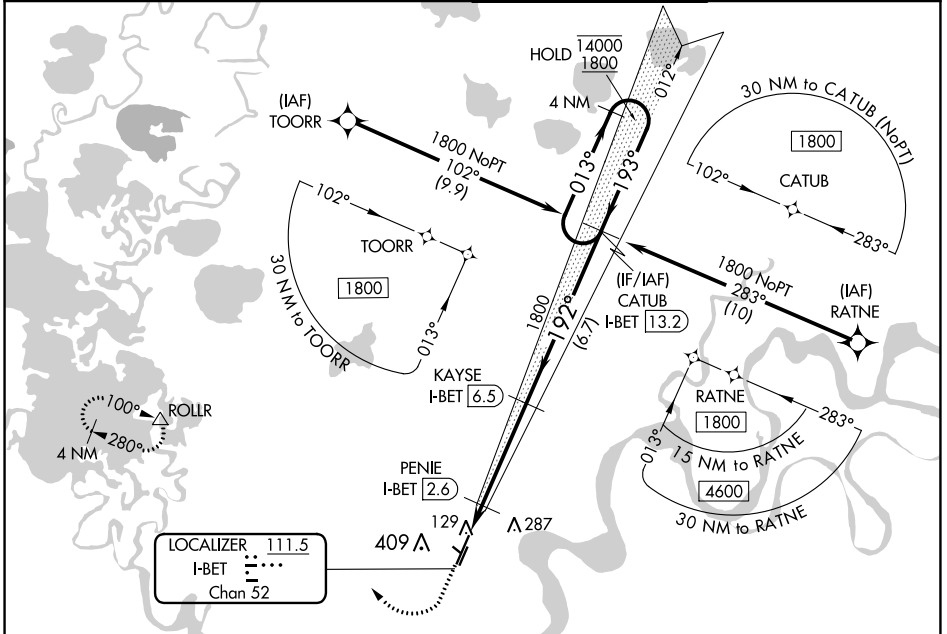 HOLD 14000
1800
4 NM
012°
013°
193°
(IAF)
TOORR
1800 NoPT
102°
(9.9)
30 NM to CATUB (NoPT)
1800
102°
CATUB
283°
102°
TOORR
1800
30 NM to TOORR
013°
1800
192°
(6.7)
(IF/IAF)
CATUB
I-BET 13.2
1800 NoPT
283°
(10)
(IAF)
RATNE
KAYSE
I-BET 6.5
RATNE
1800
283°
013°
15 NM to RATNE
4600
30 NM to RATNE
100°
ROLLR
280°
4 NM
PENIE
I-BET 2.6
129
287
409
LOCALIZER 111.5
I-BET
Chan 52